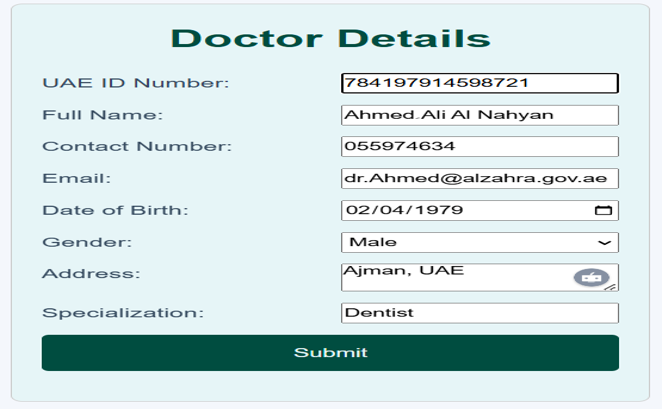 Doctor Details
UAE ID Number: 784197914598721
Full Name: Ahmed Ali Al Nahyan
Contact Number: 055974634
Email: dr.Ahmed@alzahra.gov.ae
Date of Birth: 02/04/1979
Gender: Male
Address: Ajman, UAE
Specialization: Dentist
Submit